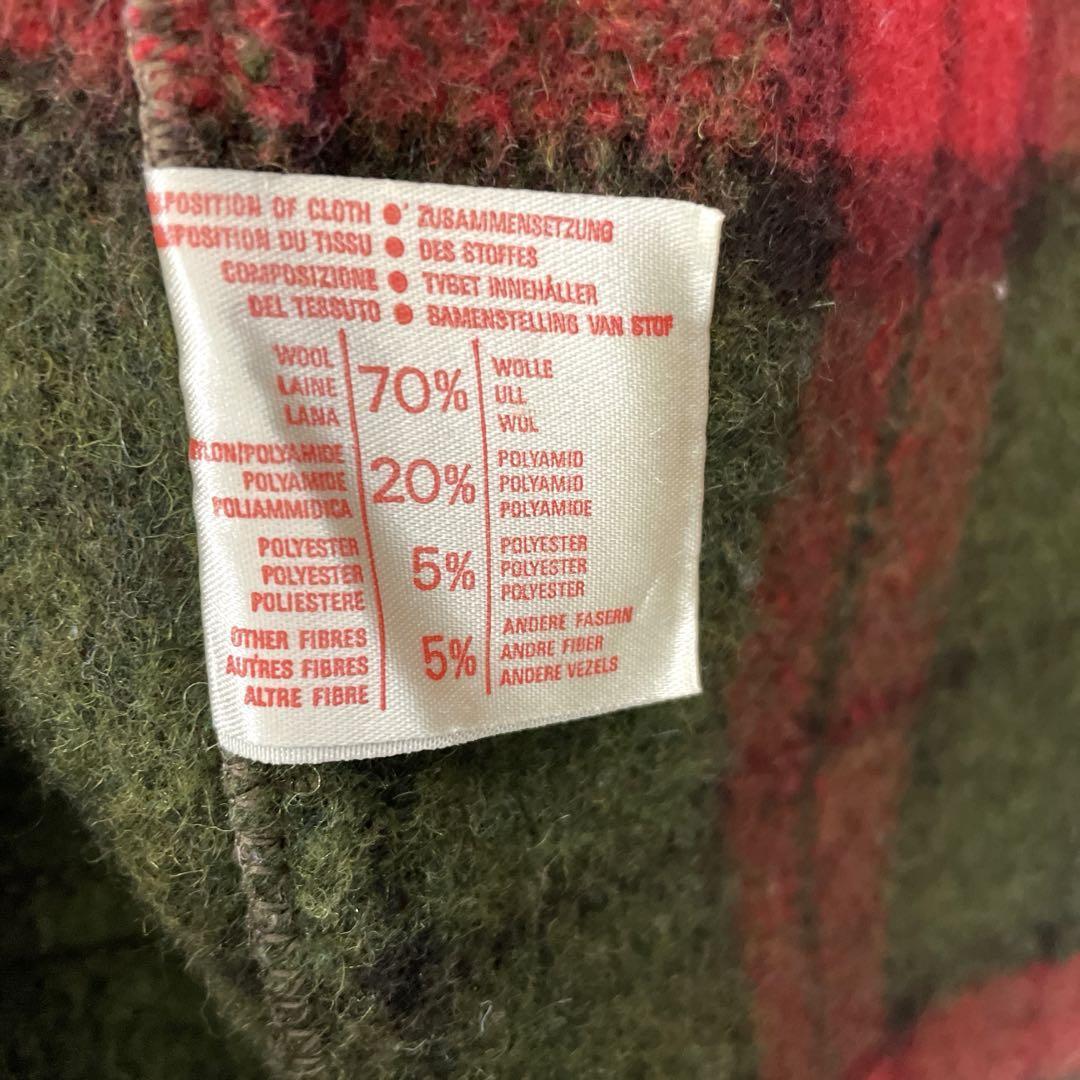 POSITION OF CLOTH ● ZUSAMMENSETZUNG
POSITION DU TISSU ● DES STOFFES
COMPOSIZIONE ● TYGET INNEHÅLLER
DEL TESSUTO ● SAMENSTELLING VAN STOF
WOOL
LAINE
LANA
70%
WOLLE
ULL
WOL
LON/POLYAMIDE
POLYAMIDE
POLIAMMIDICA
20%
POLYAMID
POLYAMID
POLYAMIDE
POLYESTER
POLYESTER
POLIESTERE
5%
POLYESTER
POLYESTER
POLYESTER
OTHER FIBRES
AUTRES FIBRES
ALTRE FIBRE
5%
ANDERE FASERN
ANDRE FIBER
ANDERE VEZELS